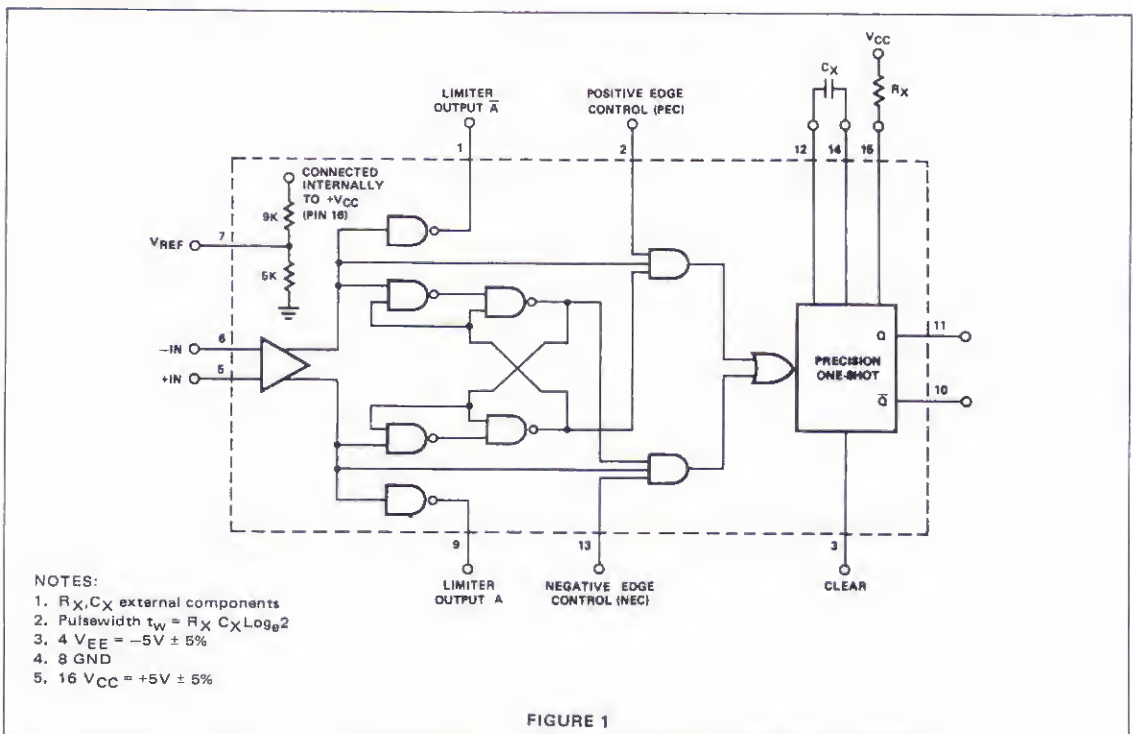 VCC
CX
RX
LIMITER
OUTPUT A̅
POSITIVE EDGE
CONTROL (PEC)
1
2
12
14
15
CONNECTED
INTERNALLY
TO +VCC
(PIN 16)
9K
VREF
7
5K
–IN
6
+IN
5
Q
11
PRECISION
ONE-SHOT
Q̅
10
9
13
3
LIMITER
OUTPUT A
NEGATIVE EDGE
CONTROL (NEC)
CLEAR
NOTES:
1. RX,CX external components
2. Pulsewidth tw = RX CXLoge2
3. 4 VEE = –5V ± 5%
4. 8 GND
5. 16 VCC = +5V ± 5%
FIGURE 1